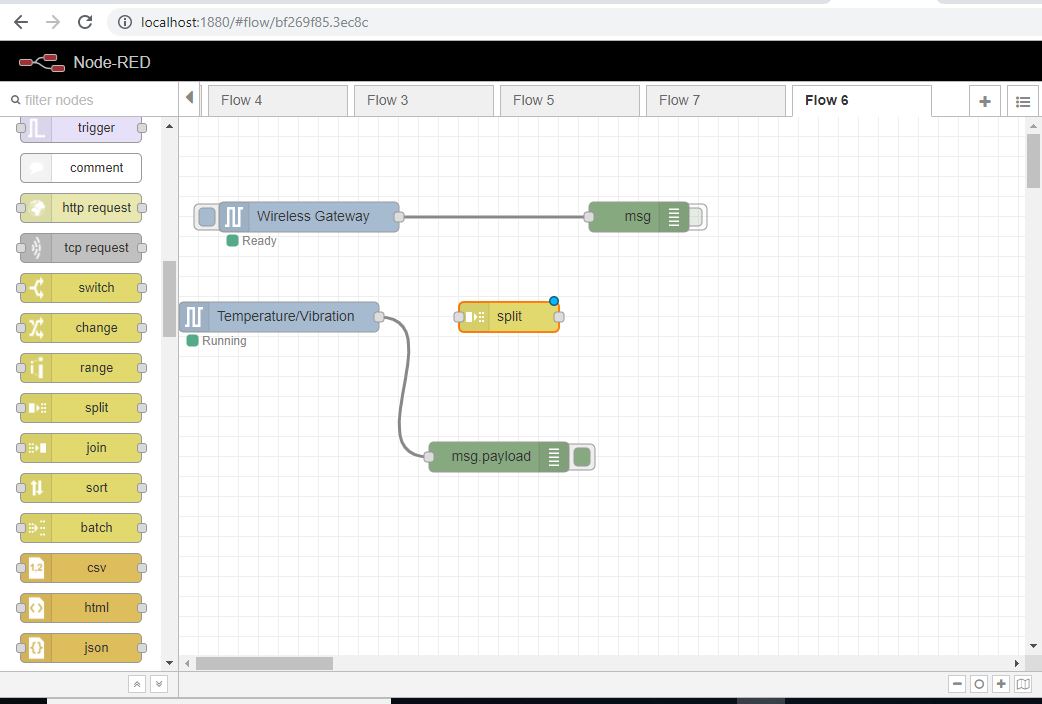 localhost:1880/#flow/bf269f85.3ec8c
Node-RED
filter nodes
Flow 4
Flow 3
Flow 5
Flow 7
Flow 6
trigger
comment
http request
tcp request
switch
change
range
split
join
sort
batch
1.2 csv
html
json
Wireless Gateway
msg
Ready
Temperature/Vibration
split
Running
msg.payload